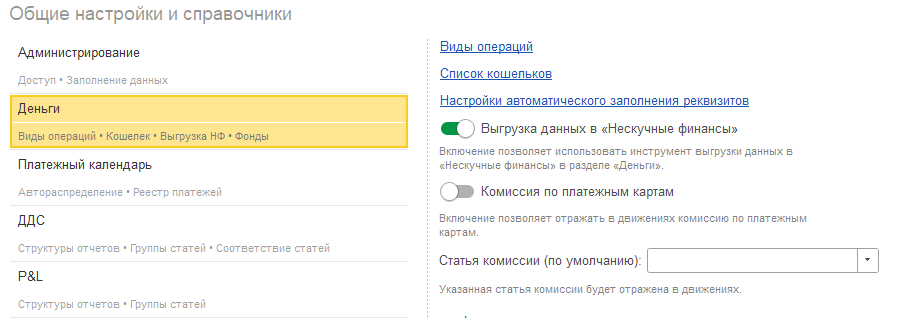 Общие настройки и справочники
Администрирование
Доступ • Заполнение данных
Деньги
Виды операций • Кошелек • Выгрузка НФ • Фонды
Платежный календарь
Автораспределение • Реестр платежей
ДДС
Структуры отчетов • Группы статей • Соответствие статей
P&L
Структуры отчетов • Группы статей
Виды операций
Список кошельков
Настройки автоматического заполнения реквизитов
Выгрузка данных в «Нескучные финансы»
Включение позволяет использовать инструмент выгрузки данных в
«Нескучные финансы» в разделе «Деньги».
Комиссия по платежным картам
Включение позволяет отражать в движениях комиссию по платежным
картам.
Статья комиссии (по умолчанию):
Указанная статья комиссии будет отражена в движениях.